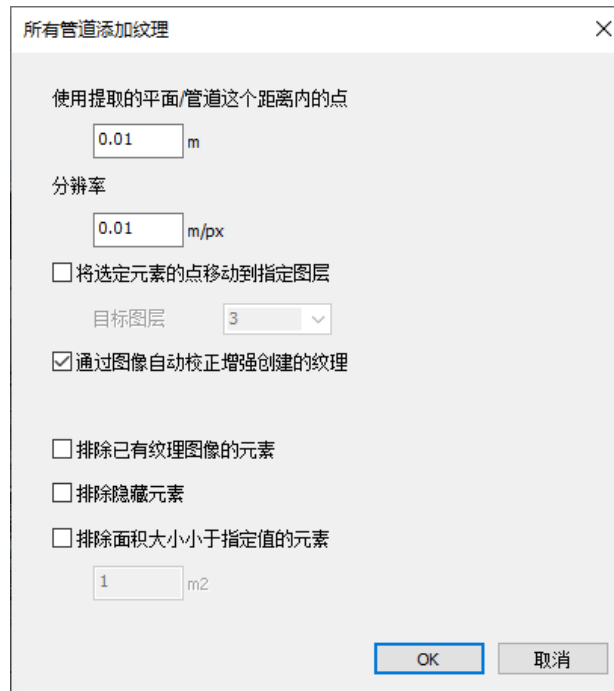 所有管道添加纹理
使用提取的平面/管道这个距离内的点
0.01 m
分辨率
0.01 m/px
将选定元素的点移动到指定图层
目标图层 3
通过图像自动校正增强创建的纹理
排除已有纹理图像的元素
排除隐藏元素
排除面积大小小于指定值的元素
1 m2
OK 取消